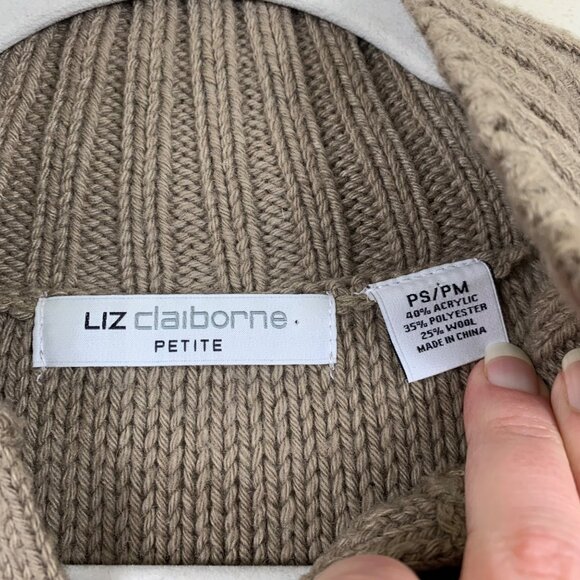 LIZ claiborne
PETITE
PS/PM
40% ACRYLIC
35% POLYESTER
25% WOOL
MADE IN CHINA